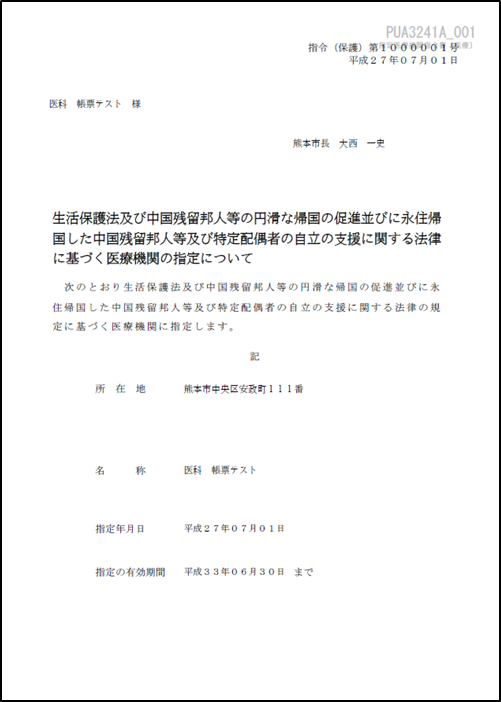 PUA3241A_001
指令（保護）第１０００００１号
平成２７年０７月０１日
医科　帳票テスト　様
熊本市長　大西　一史
生活保護法及び中国残留邦人等の円滑な帰国の促進並びに永住帰
国した中国残留邦人等及び特定配偶者の自立の支援に関する法律
に基づく医療機関の指定について
次のとおり生活保護法及び中国残留邦人等の円滑な帰国の促進並びに永
住帰国した中国残留邦人等及び特定配偶者の自立の支援に関する法律の規
定に基づく医療機関に指定します。
記
所　在　地　熊本市中央区安政町１１１番
名　　　称　医科　帳票テスト
指定年月日　平成２７年０７月０１日
指定の有効期間　平成３３年０６月３０日　まで